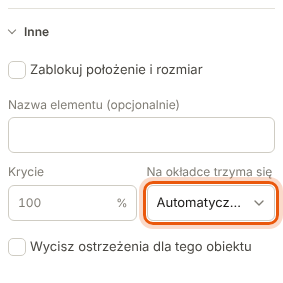 Inne
Zablokuj położenie i rozmiar
Nazwa elementu (opcjonalnie)
Krycie Na okładce trzyma się
100 % Automatycz...
Wycisz ostrzeżenia dla tego obiektu